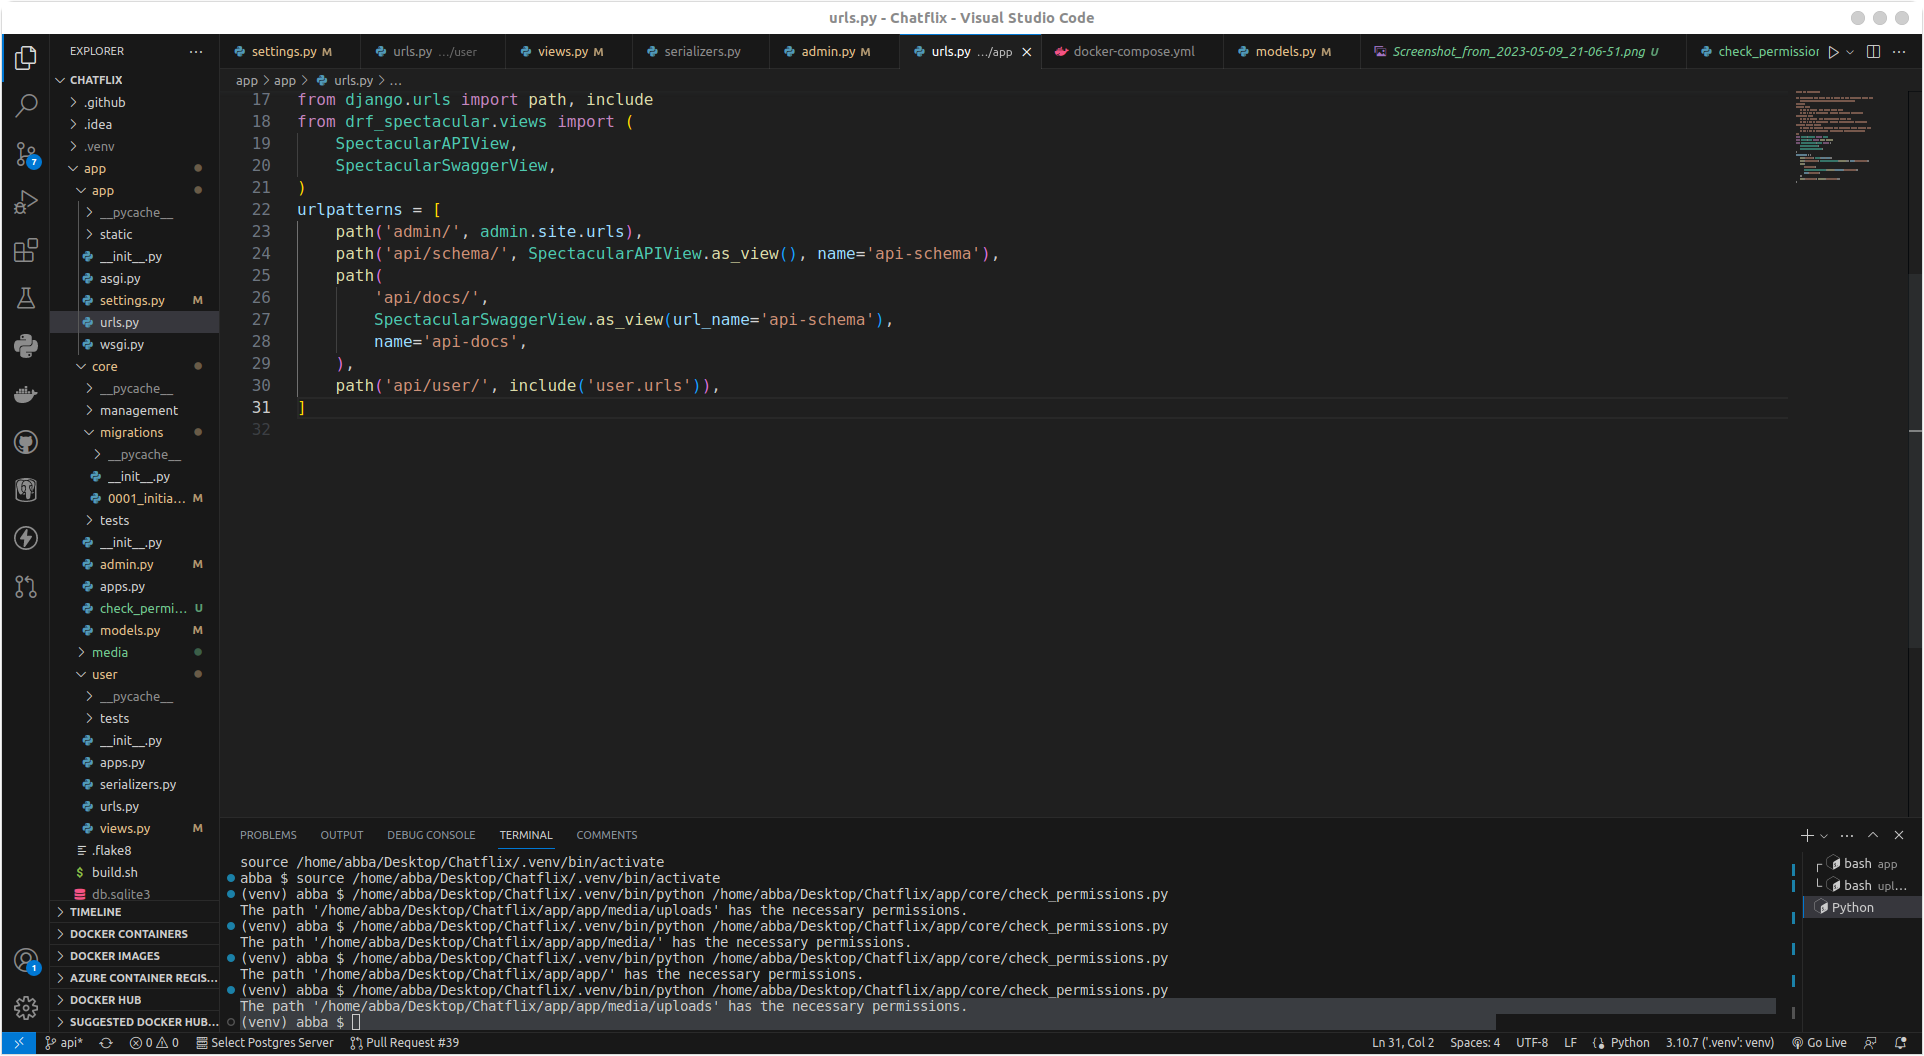 urls.py - Chatflix - Visual Studio Code
EXPLORER
settings.py M
urls.py .../user
views.py M
serializers.py
admin.py M
urls.py .../app
docker-compose.yml
models.py M
Screenshot_from_2023-05-09_21-06-51.png U
check_permission
app > app > urls.py > ...
CHATFLIX
.github
.idea
.venv
app
app
__pycache__
static
__init__.py
asgi.py
settings.py M
urls.py
wsgi.py
core
__pycache__
management
migrations
__pycache__
__init__.py
0001_initia... M
tests
__init__.py
admin.py M
apps.py
check_permi... U
models.py M
media
user
__pycache__
tests
__init__.py
apps.py
serializers.py
urls.py
views.py M
.flake8
build.sh
db.sqlite3
TIMELINE
DOCKER CONTAINERS
DOCKER IMAGES
AZURE CONTAINER REGIS...
DOCKER HUB
SUGGESTED DOCKER HUB...
7
1
17 from django.urls import path, include
18 from drf_spectacular.views import (
19     SpectacularAPIView,
20     SpectacularSwaggerView,
21 )
22 urlpatterns = [
23     path('admin/', admin.site.urls),
24     path('api/schema/', SpectacularAPIView.as_view(), name='api-schema'),
25     path(
26         'api/docs/',
27         SpectacularSwaggerView.as_view(url_name='api-schema'),
28         name='api-docs',
29     ),
30     path('api/user/', include('user.urls')),
31 ]
32
PROBLEMS OUTPUT DEBUG CONSOLE TERMINAL COMMENTS
source /home/abba/Desktop/Chatflix/.venv/bin/activate
abba $ source /home/abba/Desktop/Chatflix/.venv/bin/activate
(venv) abba $ /home/abba/Desktop/Chatflix/.venv/bin/python /home/abba/Desktop/Chatflix/app/core/check_permissions.py
The path '/home/abba/Desktop/Chatflix/app/app/media/uploads' has the necessary permissions.
(venv) abba $ /home/abba/Desktop/Chatflix/.venv/bin/python /home/abba/Desktop/Chatflix/app/core/check_permissions.py
The path '/home/abba/Desktop/Chatflix/app/app/media/' has the necessary permissions.
(venv) abba $ /home/abba/Desktop/Chatflix/.venv/bin/python /home/abba/Desktop/Chatflix/app/core/check_permissions.py
The path '/home/abba/Desktop/Chatflix/app/app/' has the necessary permissions.
(venv) abba $ /home/abba/Desktop/Chatflix/.venv/bin/python /home/abba/Desktop/Chatflix/app/core/check_permissions.py
The path '/home/abba/Desktop/Chatflix/app/app/media/uploads' has the necessary permissions.
(venv) abba $
bash app
bash upl...
Python
api* 0 0 Select Postgres Server Pull Request #39
Ln 31, Col 2 Spaces: 4 UTF-8 LF Python 3.10.7 ('.venv': venv) Go Live